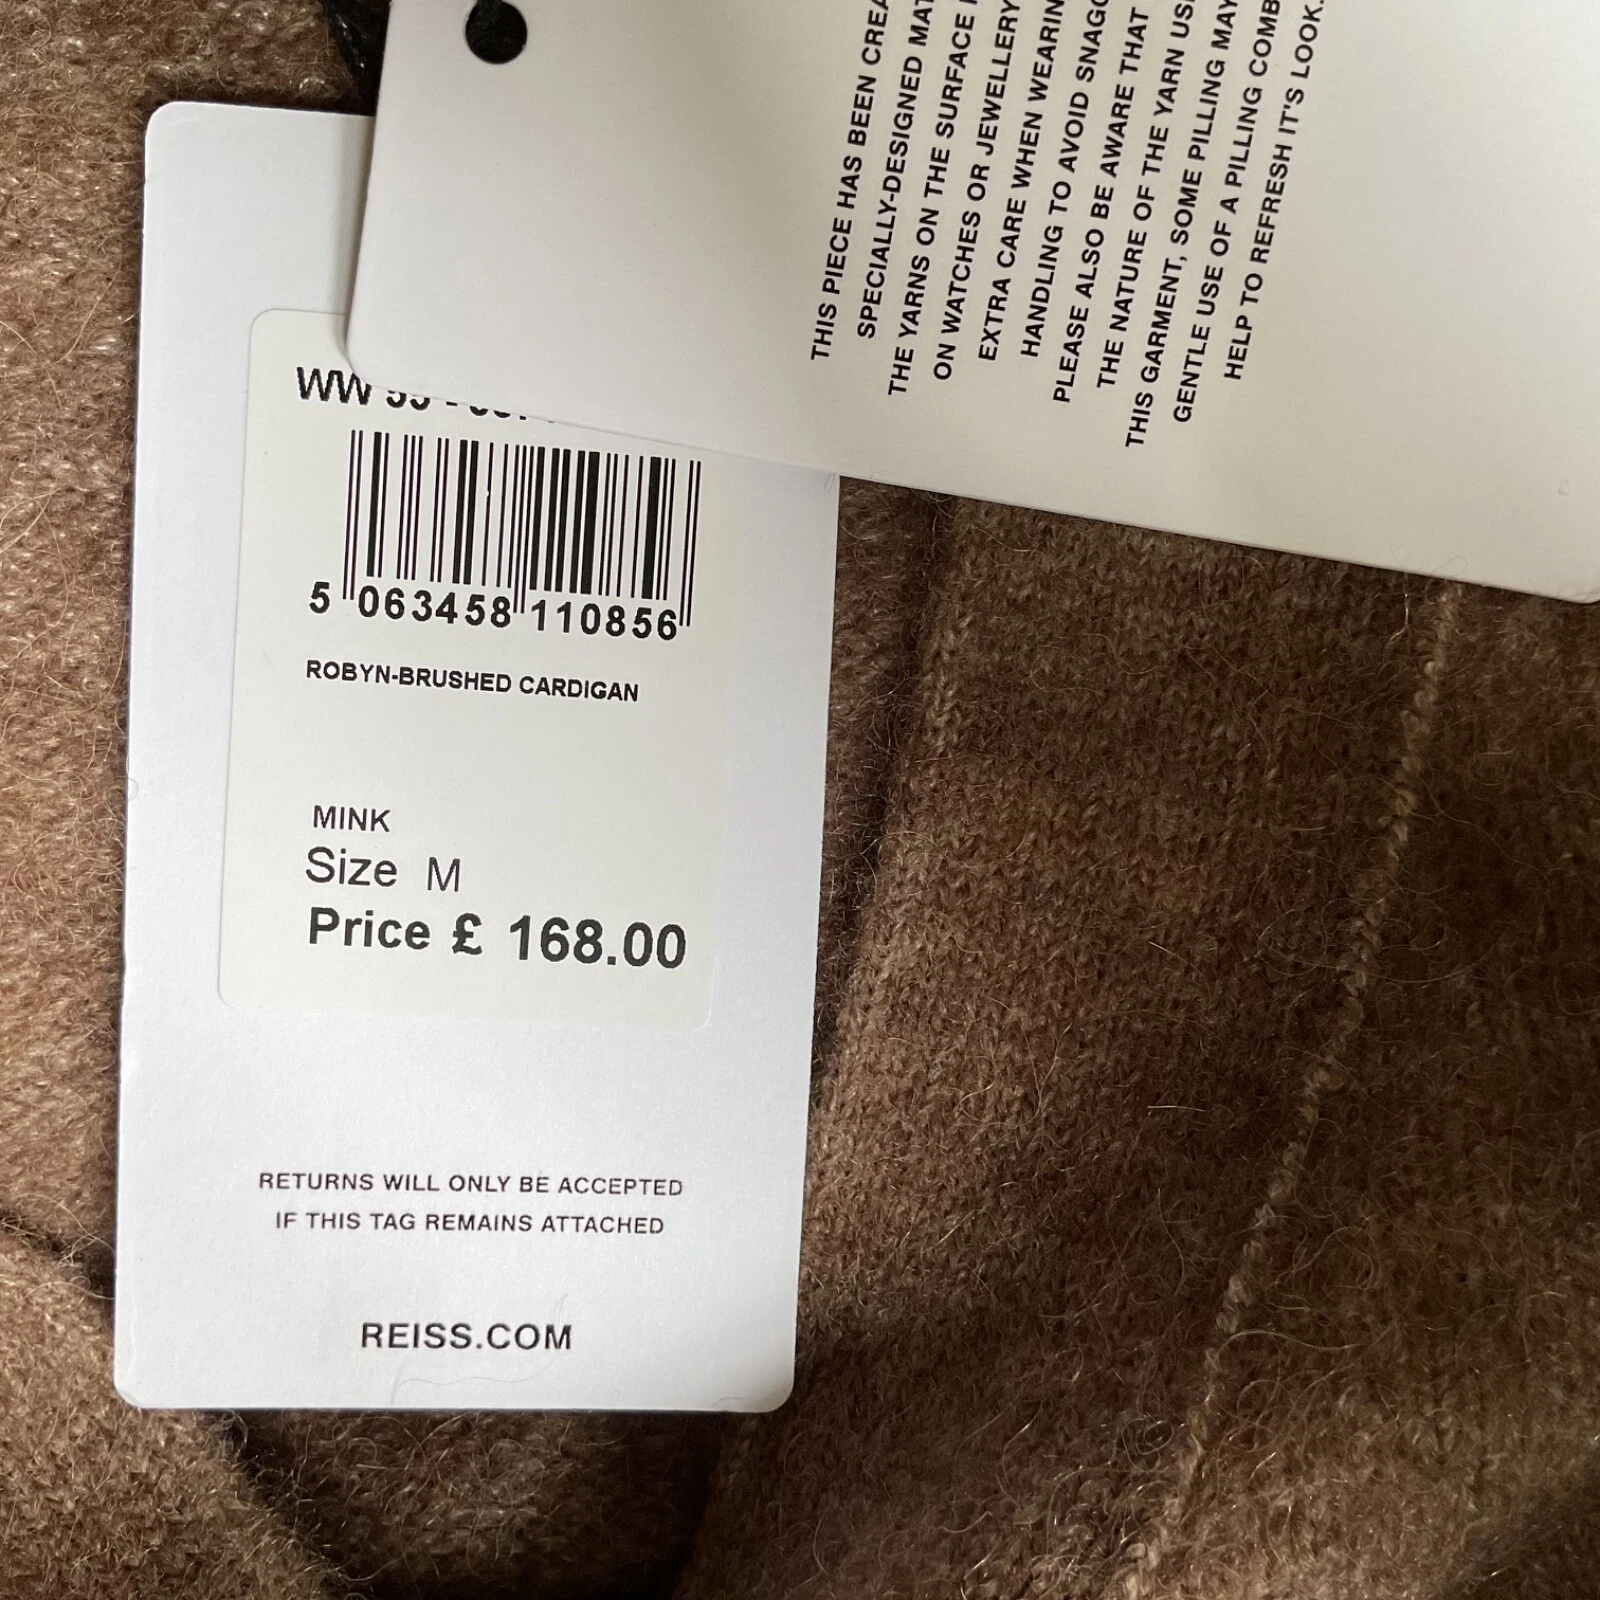 THIS PIECE HAS BEEN
SPECIALLY-DESIGNED
THE YARNS ON THE SURFACE
ON WATCHES OR JEWELLERY
EXTRA CARE WHEN WEARING
HANDLING TO AVOID
PLEASE ALSO BE AWARE THAT
THE NATURE OF THE YARN
THIS GARMENT, SOME PILLING MAY
GENTLE USE OF A PILLING COMB
HELP TO REFRESH IT'S LOOK.
WW
5 063458 110856
ROBYN-BRUSHED CARDIGAN
MINK
Size M
Price £ 168.00
RETURNS WILL ONLY BE ACCEPTED
IF THIS TAG REMAINS ATTACHED
REISS.COM